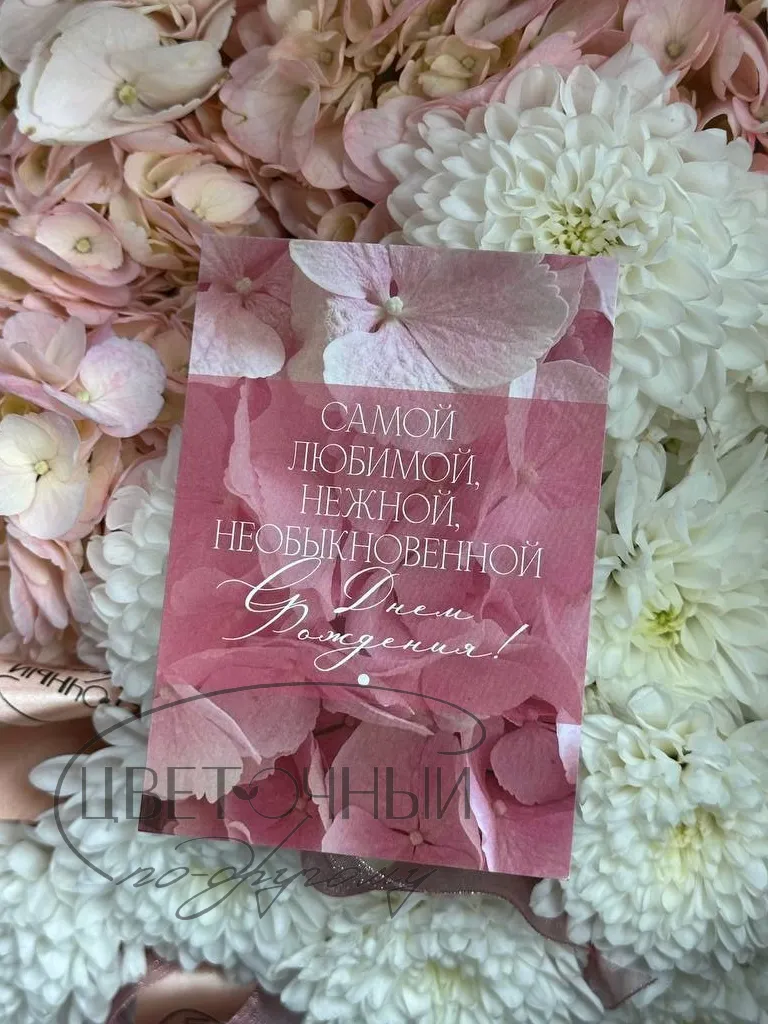 САМОЙ
ЛЮБИМОЙ,
НЕЖНОЙ,
НЕОБЫКНОВЕННОЙ
С Днем
Рождения!
ЦВЕТОЧНЫЙ
по-другому